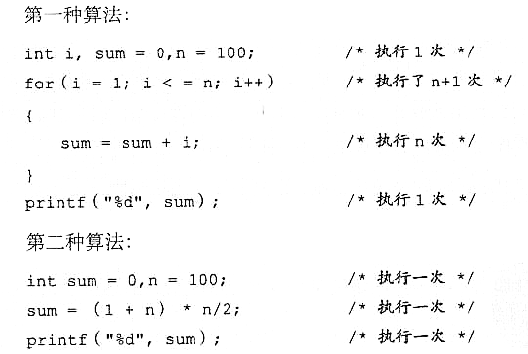 第一种算法:
int i, sum = 0,n = 100; /* 执行1次 */
for(i = 1; i < = n; i++) /* 执行了n+1次 */
{
sum = sum + i; /* 执行n次 */
}
printf("%d", sum); /* 执行1次 */
第二种算法:
int sum = 0,n = 100; /* 执行一次 */
sum = (1 + n) * n/2; /* 执行一次 */
printf("%d", sum); /* 执行一次 */